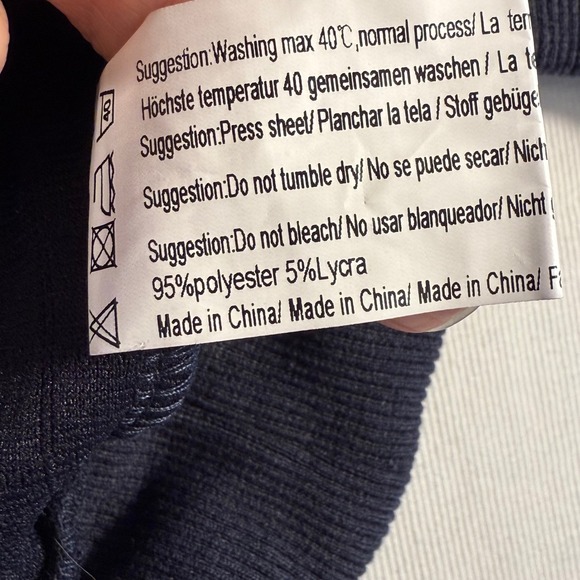 Suggestion:Washing max 40℃,normal process/ La
Höchste temperatur 40 gemeinsamen waschen / La
Suggestion:Press sheet/ Planchar la tela / Stoff
Suggestion:Do not tumble dry/ No se puede secar/
Suggestion:Do not bleach/ No usar blanqueador/ Nicht
95%polyester 5%Lycra
Made in China/ Made in China/ Made in China/
40